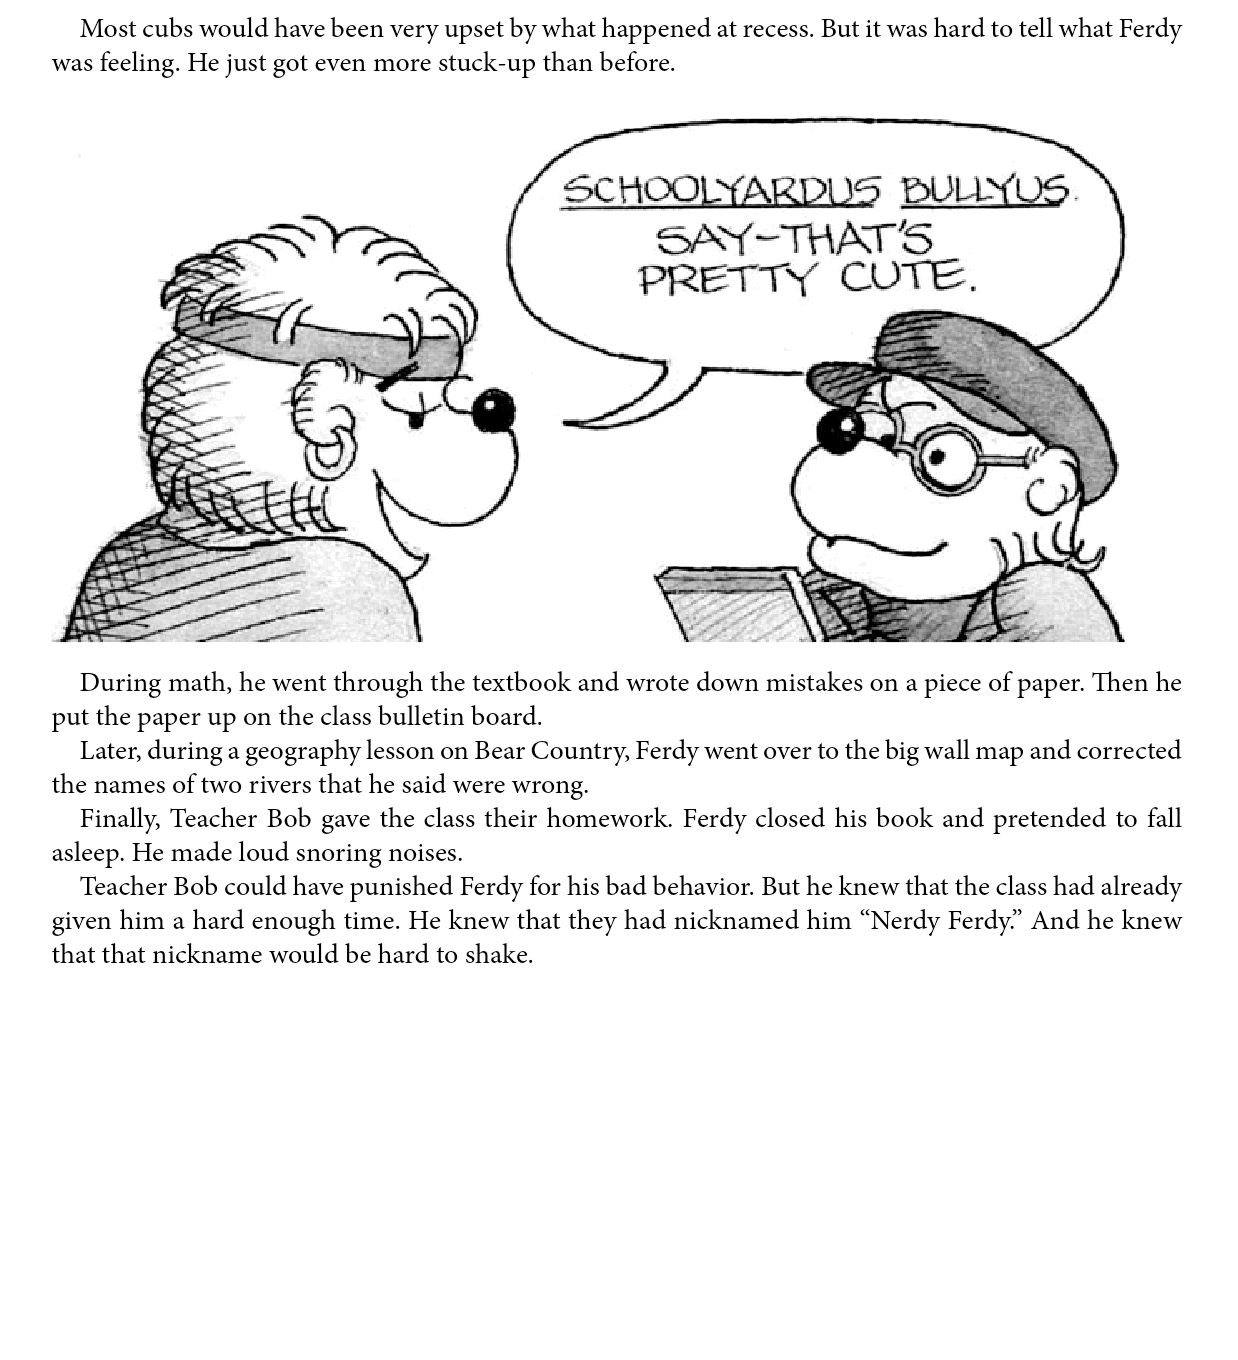 Most cubs would have been very upset by what happened at recess. But it was hard to tell what Ferdy
was feeling. He just got even more stuck-up than before.
SCHOOLYARDUS BULLYUS.
SAY-THAT'S
PRETTY CUTE.
During math, he went through the textbook and wrote down mistakes on a piece of paper. Then he
put the paper up on the class bulletin board.
Later, during a geography lesson on Bear Country, Ferdy went over to the big wall map and corrected
the names of two rivers that he said were wrong.
Finally, Teacher Bob gave the class their homework. Ferdy closed his book and pretended to fall
asleep. He made loud snoring noises.
Teacher Bob could have punished Ferdy for his bad behavior. But he knew that the class had already
given him a hard enough time. He knew that they had nicknamed him “Nerdy Ferdy.” And he knew
that that nickname would be hard to shake.